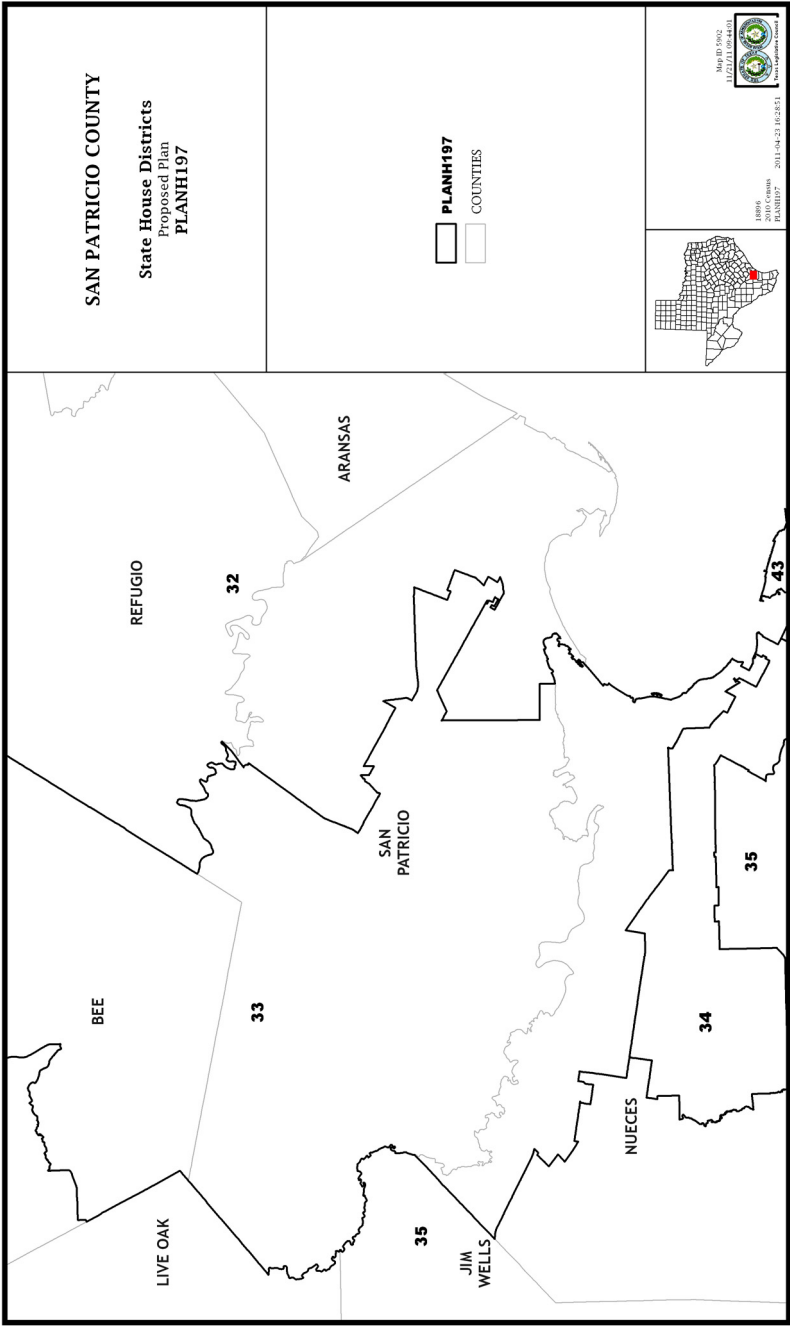 SAN PATRICIO COUNTY
State House Districts
Proposed Plan
PLANH197
PLANH197
COUNTIES
Map ID 5902
11/21/11 09:44:01
Texas Legislative Council
18896
2010 Census
PLANH197
2011-04-23 16:28:51
BEE
REFUGIO
32
ARANSAS
LIVE OAK
33
SAN
PATRICIO
35
JIM
WELLS
NUECES
34
35
43